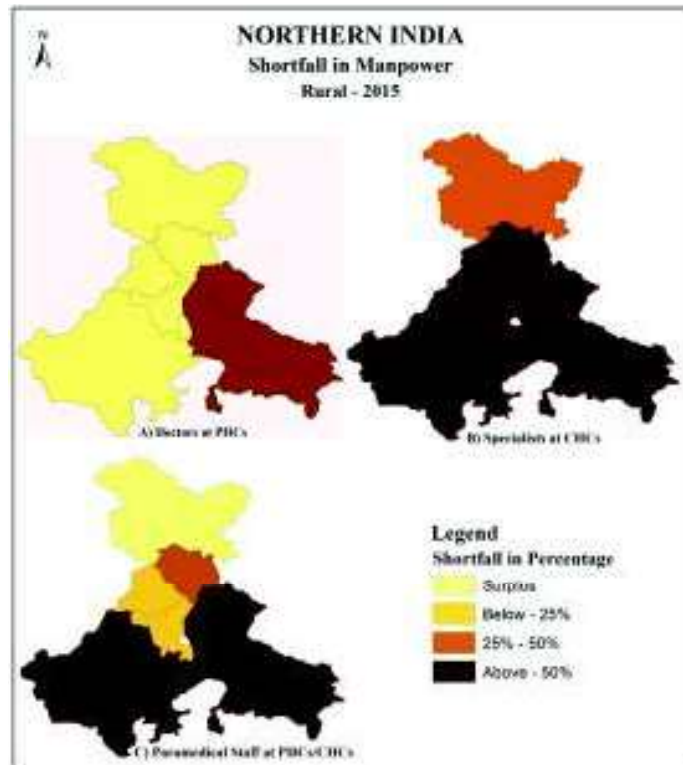 N
NORTHERN INDIA
Shortfall in Manpower
Rural - 2015
A) Doctors at PHCs
B) Specialists at CHCs
Legend
Shortfall in Percentage
Surplus
Below - 25%
25% - 50%
Above - 50%
C) Paramedical Staff at PHCs/CHCs